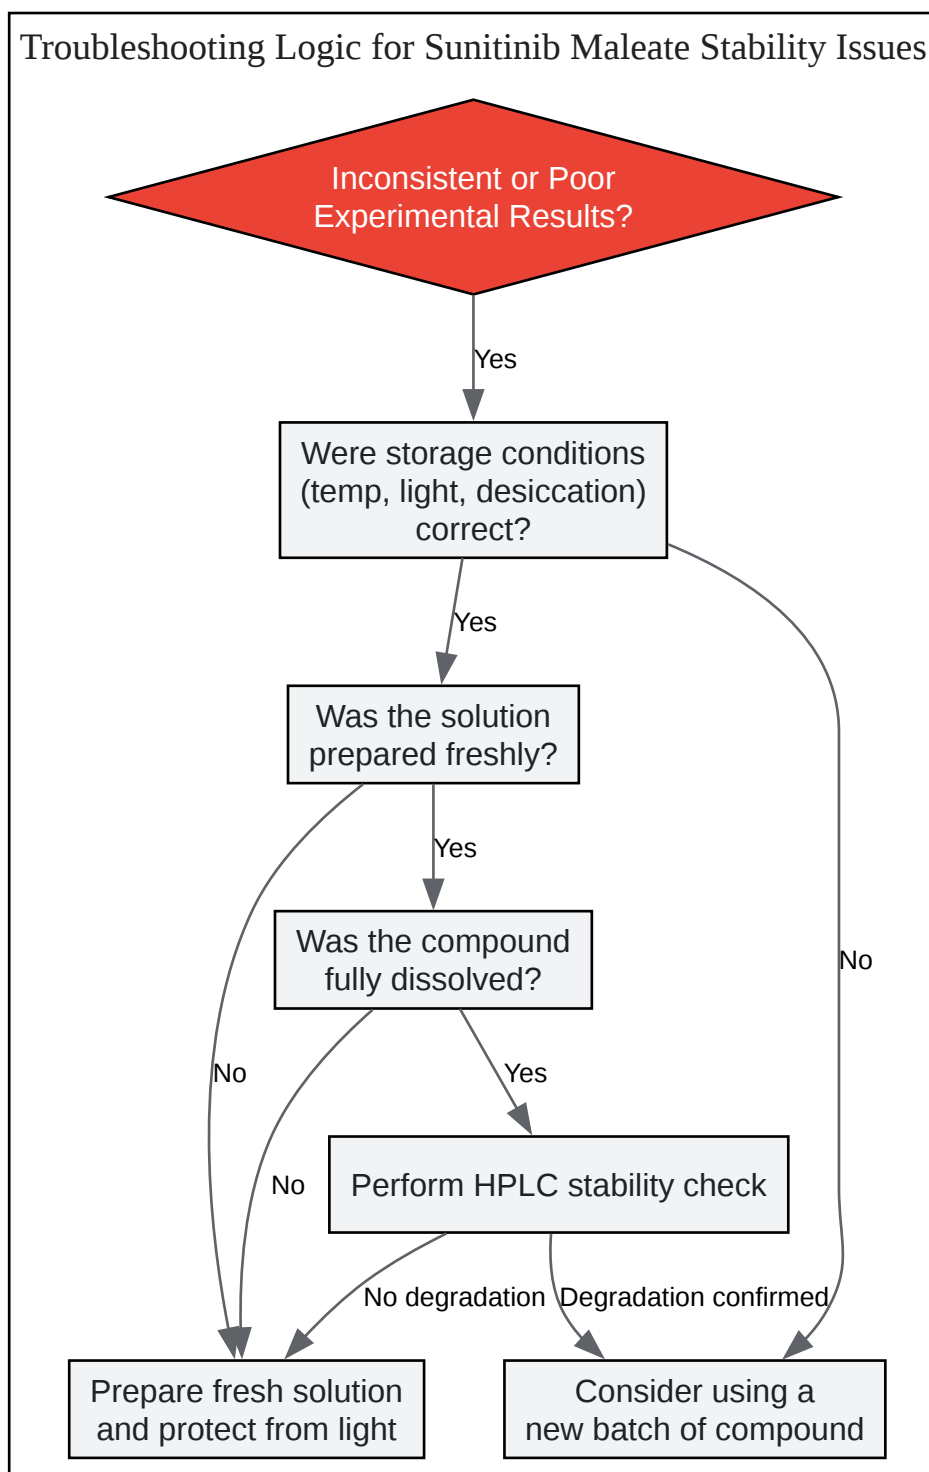 Troubleshooting Logic for Sunitinib Maleate Stability Issues
Inconsistent or Poor
Experimental Results?
Yes
Were storage conditions
(temp, light, desiccation)
correct?
Yes
Was the solution
prepared freshly?
Yes
Was the compound
fully dissolved?
No
No
Yes
No
Perform HPLC stability check
No degradation
Degradation confirmed
Prepare fresh solution
and protect from light
Consider using a
new batch of compound